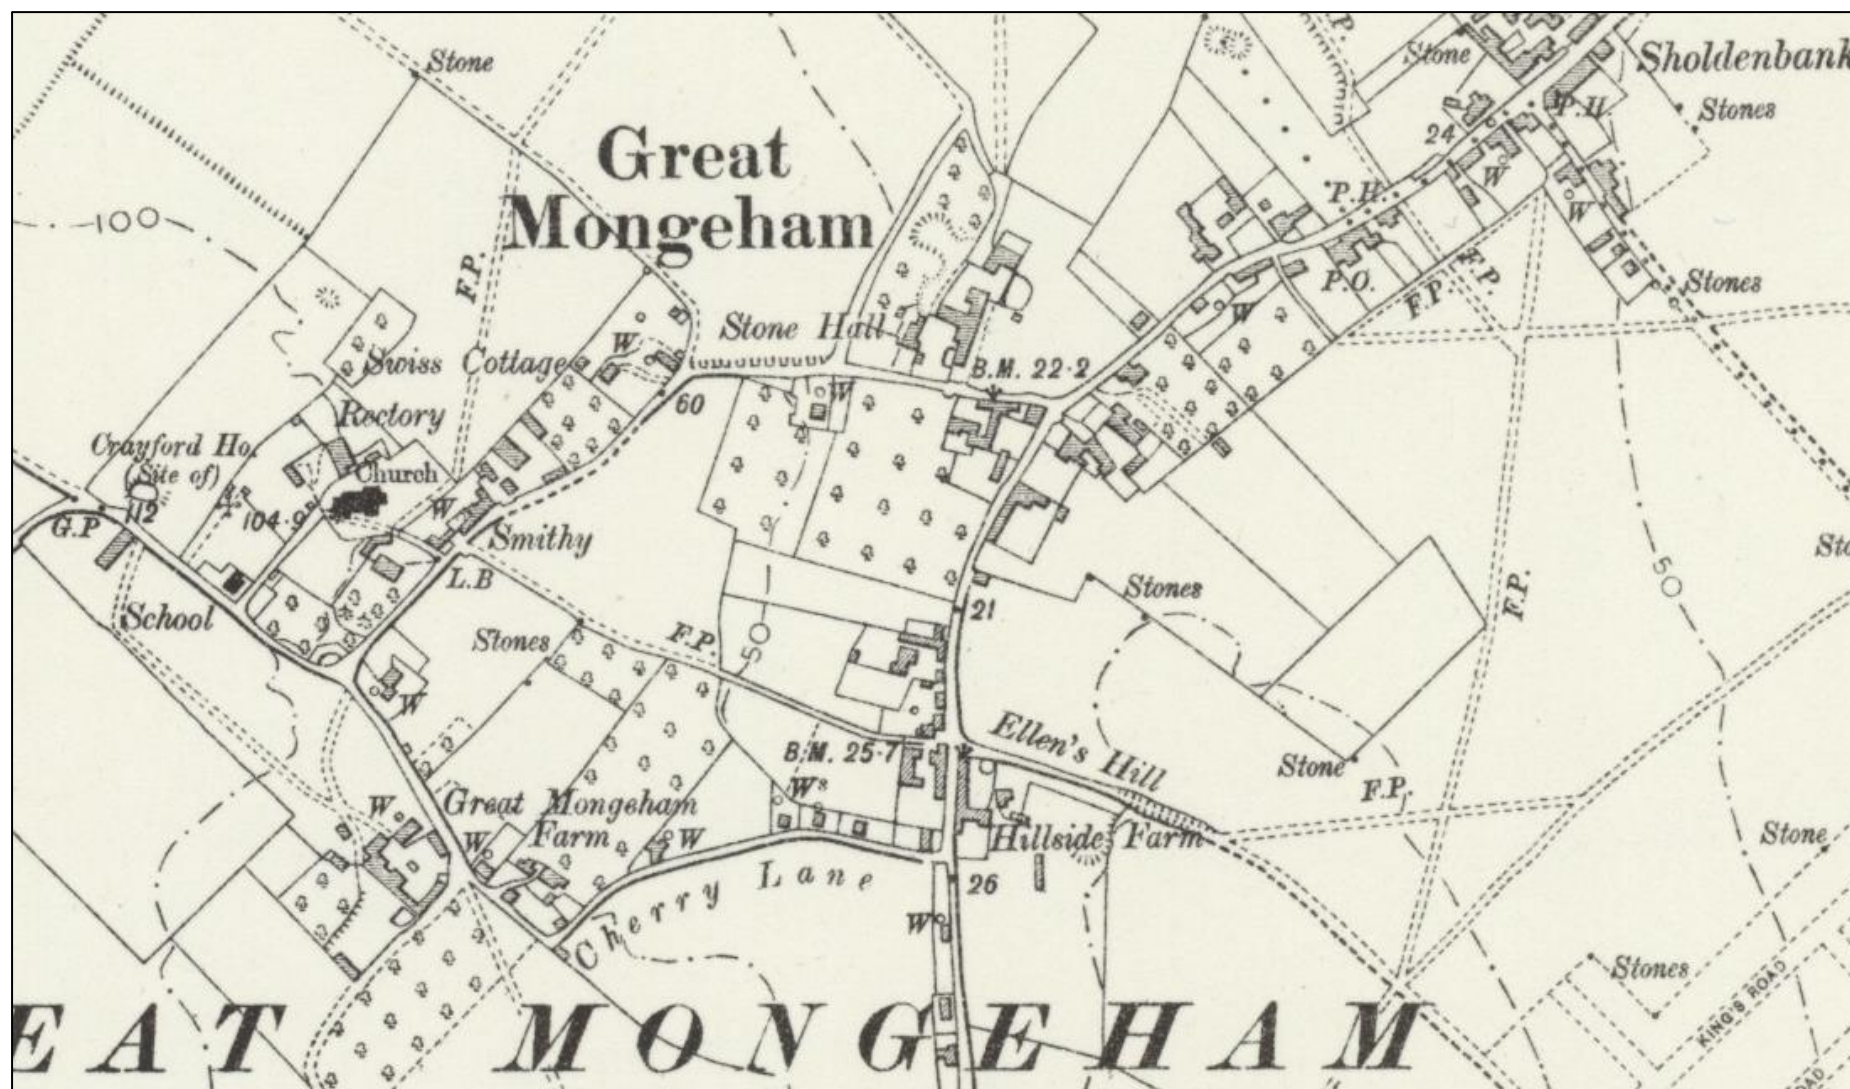 Stone
Stone
Sholdenbank
P.
P.H.
Stones
24
Great
Mongeham
W
P.H.
W
100
F.P.
F.P.
P.O.
F.P.
Stones
Stone Hall
W
W
Swiss Cottage
B.M. 22·2
60
W
Rectory
Crayford Ho.
(Site of)
Church
W
G.P
112
104·9
Smithy
L.B
Stones
50
F.P.
School
21
Stones
F.P.
50
Ellen's Hill
W
B.M. 25·7
Stone
F.P.
Ws
W
Great Mongeham
Farm
W
W
Hillside Farm
Stone
Cherry Lane
26
W
Stones
KING'S ROAD
EAT MONGEHAM